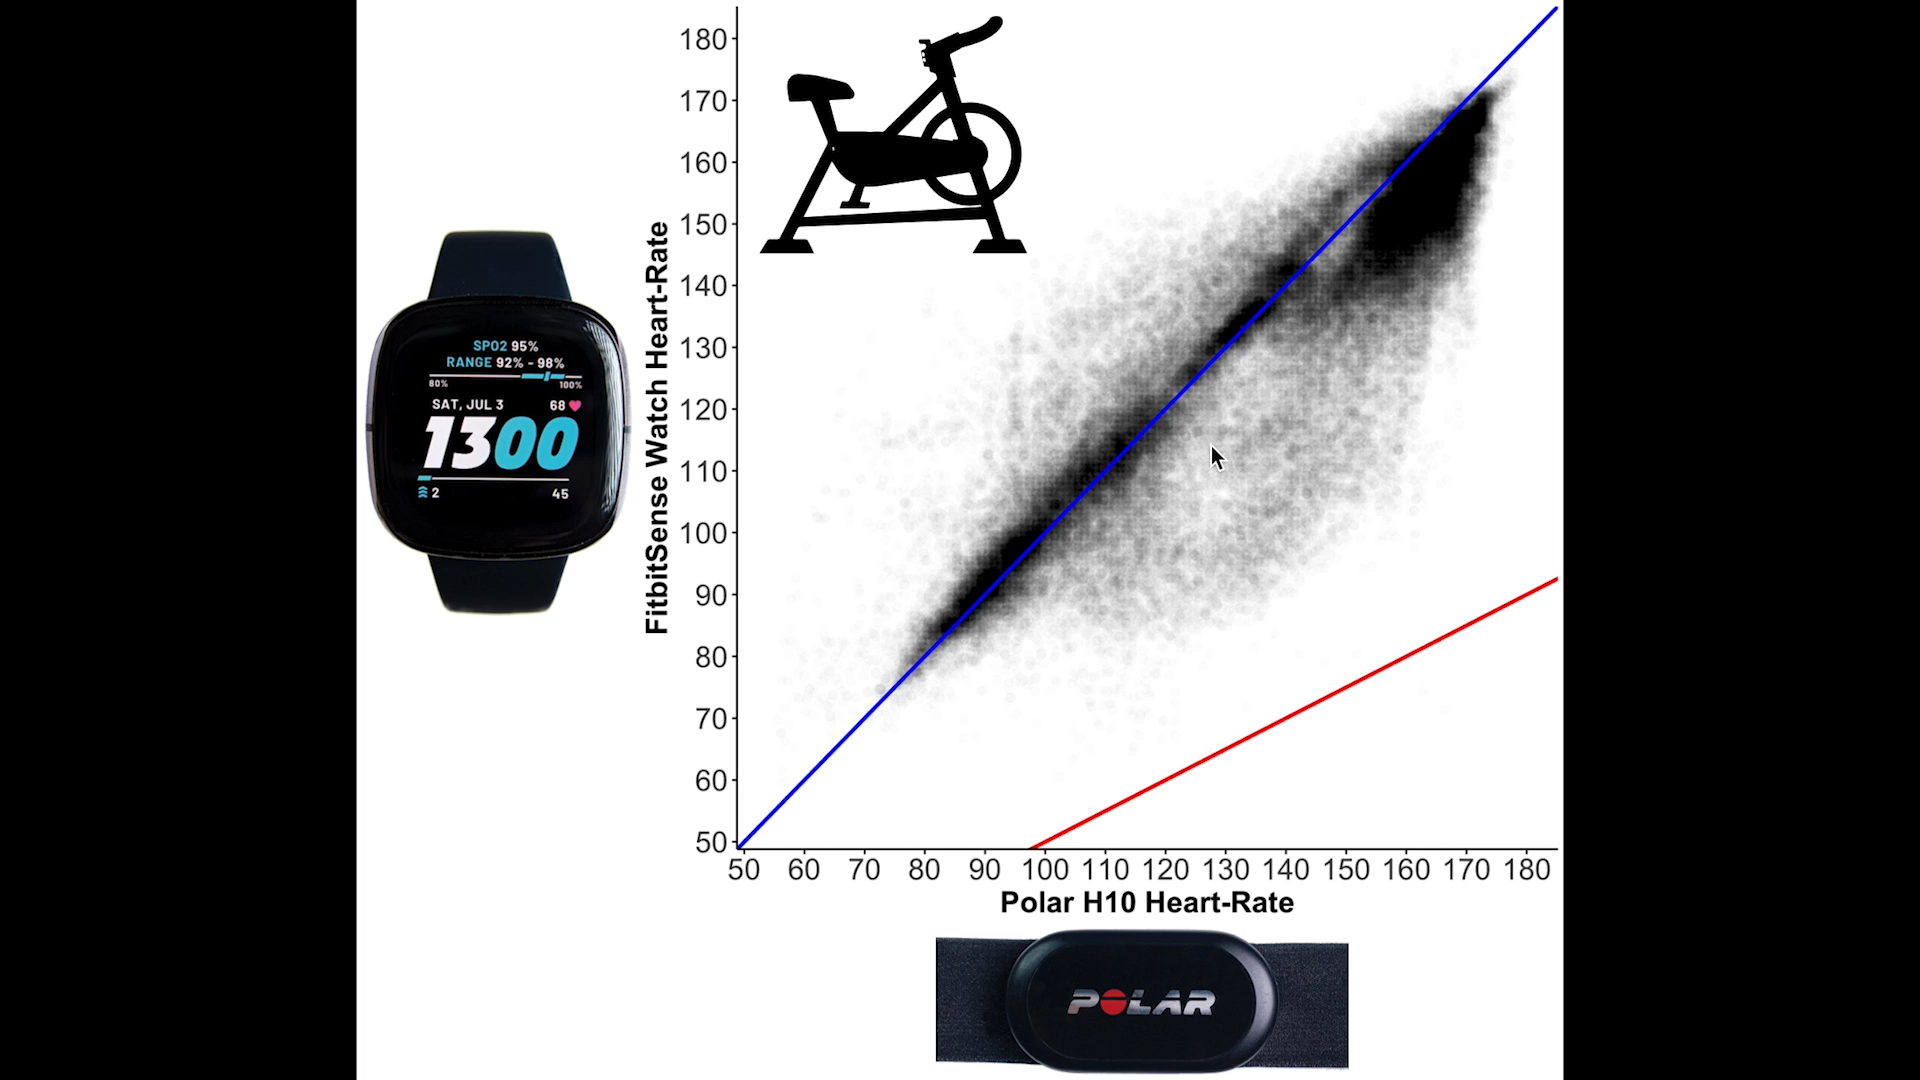 180
170
160
150
140
130
120
110
100
90
80
70
60
50
FitbitSense Watch Heart-Rate
SPO2 95%
RANGE 92% - 98%
80% 100%
SAT, JUL 3 68
1300
2 45
50 60 70 80 90 100 110 120 130 140 150 160 170 180
Polar H10 Heart-Rate
POLAR